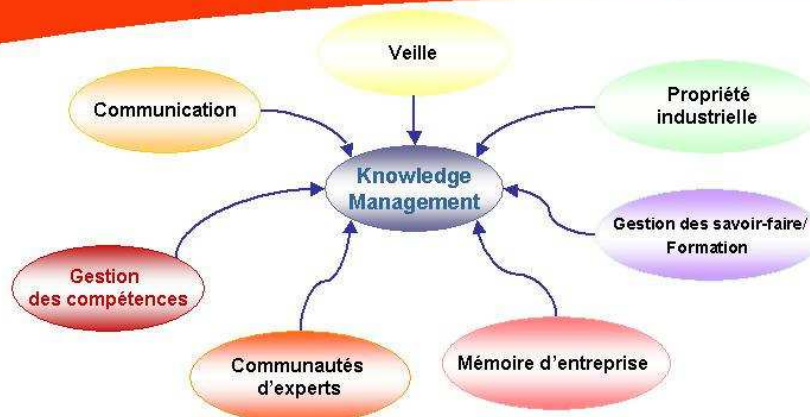 Veille
Communication
Propriété
industrielle
Knowledge
Management
Gestion des savoir-faire/
Formation
Gestion
des compétences
Communautés
d'experts
Mémoire d'entreprise